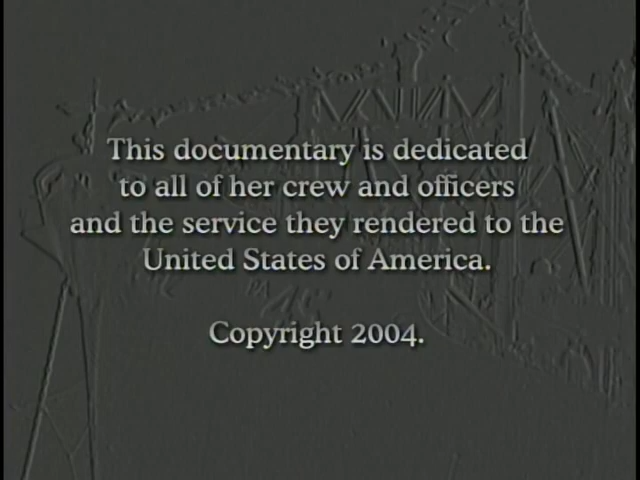 This documentary is dedicated
to all of her crew and officers
and the service they rendered to the
United States of America.
Copyright 2004.